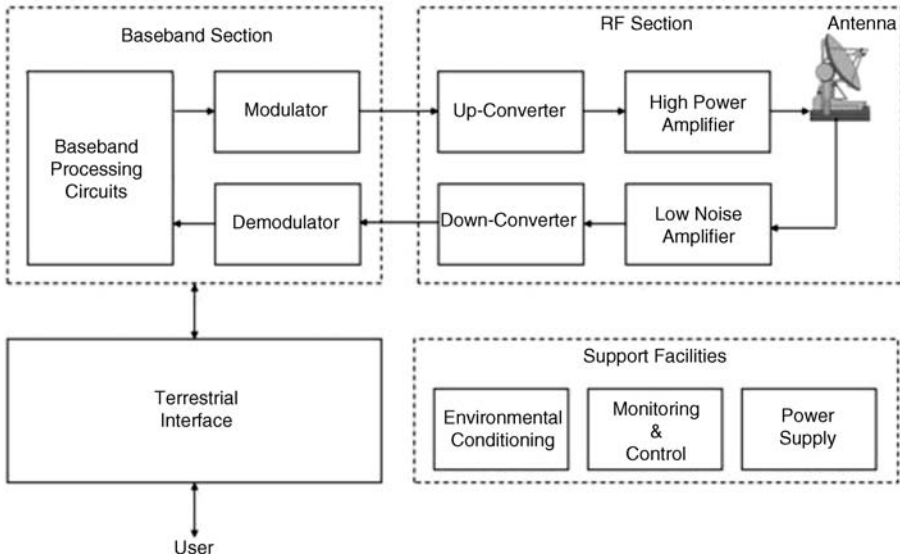 Baseband Section
Baseband
Processing
Circuits
Modulator
Demodulator
RF Section
Antenna
Up-Converter
High Power
Amplifier
Down-Converter
Low Noise
Amplifier
Terrestrial
Interface
User
Support Facilities
Environmental
Conditioning
Monitoring
&
Control
Power
Supply